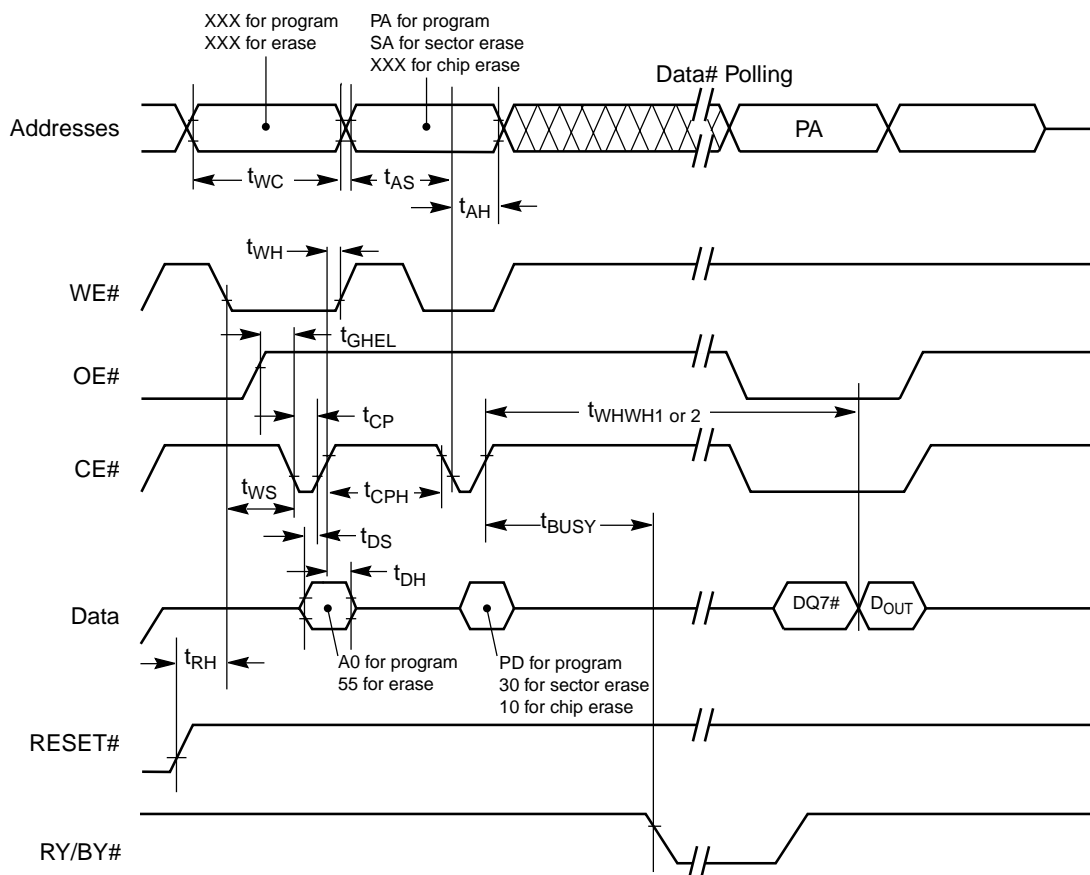 XXX for program
XXX for erase
PA for program
SA for sector erase
XXX for chip erase
Data# Polling
Addresses
PA
tWC
tAS
tAH
tWH
WE#
tGHEL
OE#
tCP
tWHWH1 or 2
CE#
tWS
tCPH
tBUSY
tDS
tDH
Data
DQ7#
DOUT
tRH
A0 for program
55 for erase
PD for program
30 for sector erase
10 for chip erase
RESET#
RY/BY#